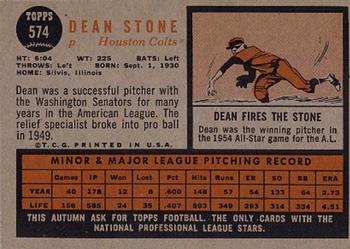 TOPPS
574
DEAN STONE
p Houston Colts
HT: 6:04 WT: 225 BATS: Left
THROWS: Left BORN: Sept. 1, 1930
HOME: Silvis, Illinois
Dean was a successful pitcher with
the Washington Senators for
many years in the American League. The
relief specialist broke into pro ball
in 1949.
©T.C.G. PRINTED IN U.S.A.
DEAN FIRES THE STONE
Dean was the winning pitcher in
the 1954 All-Star game for the A.L.
MINOR & MAJOR LEAGUE PITCHING RECORD
GAMES IP WON LOST PCT. HITS RUNS SO ER BB ERA
YEAR 40 178 12 8 .600 148 57 144 54 64 2.73
LIFE 156 585 24 35 .407 593 349 313 294 334 4.51
THIS AUTUMN ASK FOR TOPPS FOOTBALL. THE ONLY CARDS WITH THE
NATIONAL PROFESSIONAL LEAGUE STARS.